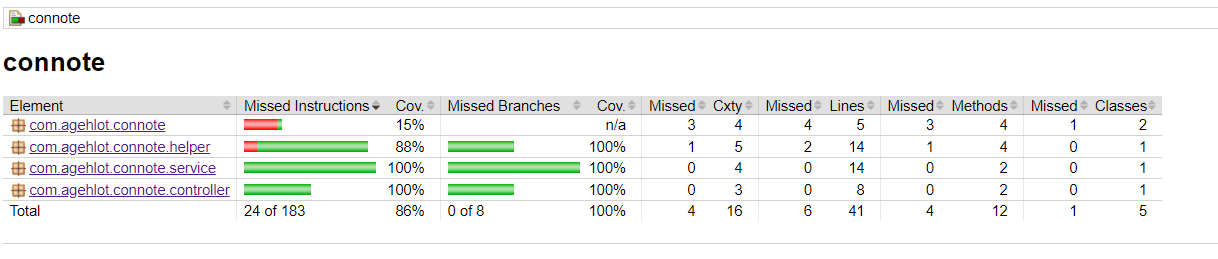 connote
connote
Element Missed Instructions Cov. Missed Branches Cov. Missed Cxty Missed Lines Missed Methods Missed Classes
com.agehlot.connote 15% n/a 3 4 4 5 3 4 1 2
com.agehlot.connote.helper 88% 100% 1 5 2 14 1 4 0 1
com.agehlot.connote.service 100% 100% 0 4 0 14 0 2 0 1
com.agehlot.connote.controller 100% 100% 0 3 0 8 0 2 0 1
Total 24 of 183 86% 0 of 8 100% 4 16 6 41 4 12 1 5